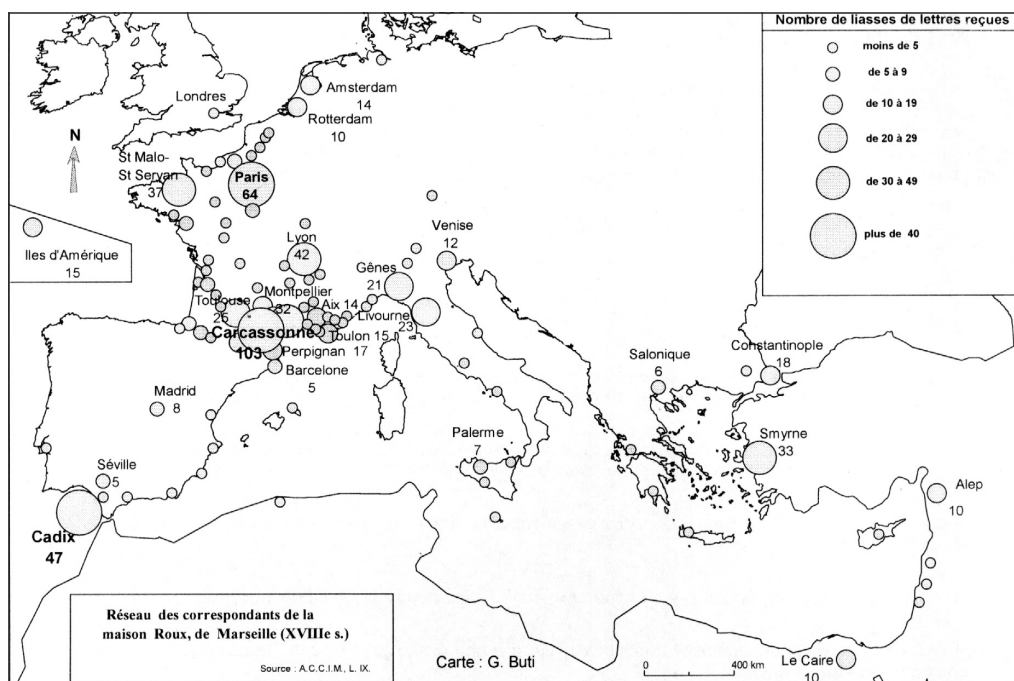 Nombre de liasses de lettres reçues
moins de 5
de 5 à 9
de 10 à 19
de 20 à 29
de 30 à 49
plus de 40
Londres
Amsterdam
14
Rotterdam
10
N
St Malo-
St Servan
37
Paris
64
Iles d'Amérique
15
Lyon
42
Venise
12
Gênes
21
Toulouse
25
Montpellier
32
Aix 14
Livourne
23
Carcassonne
103
Toulon 15
Perpignan 17
Barcelone
5
Madrid
8
Salonique
6
Constantinople
18
Smyrne
33
Palerme
7
Séville
5
Alep
10
Cadix
47
Réseau des correspondants de la
maison Roux, de Marseille (XVIIIe s.)
Source : A.C.C.I.M., L. IX.
Carte : G. Buti
0 400 km
Le Caire
10